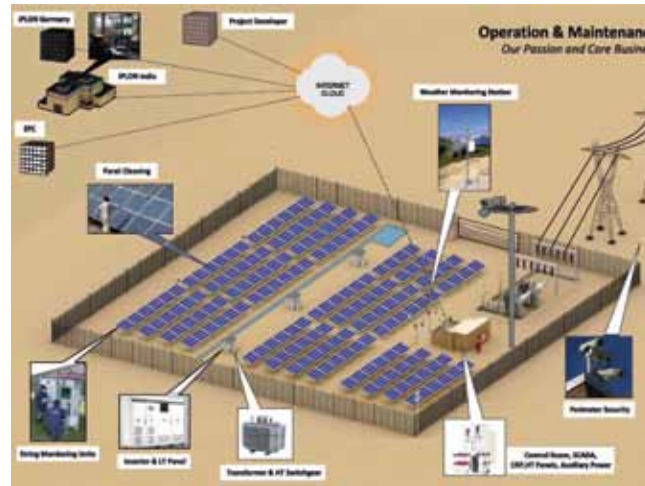 iPLON Germany
Project Developer
Operation & Maintenanc
Our Passion and Core Busine
iPLON India
INTERNET
CLOUD
Weather Monitoring Station
EPC
Panel Cleaning
Perimeter Security
String Monitoring Units
Inverter & LT Panel
Transformer & HT Switchgear
Control Room, SCADA,
CRP, HT Panels, Auxiliary Power